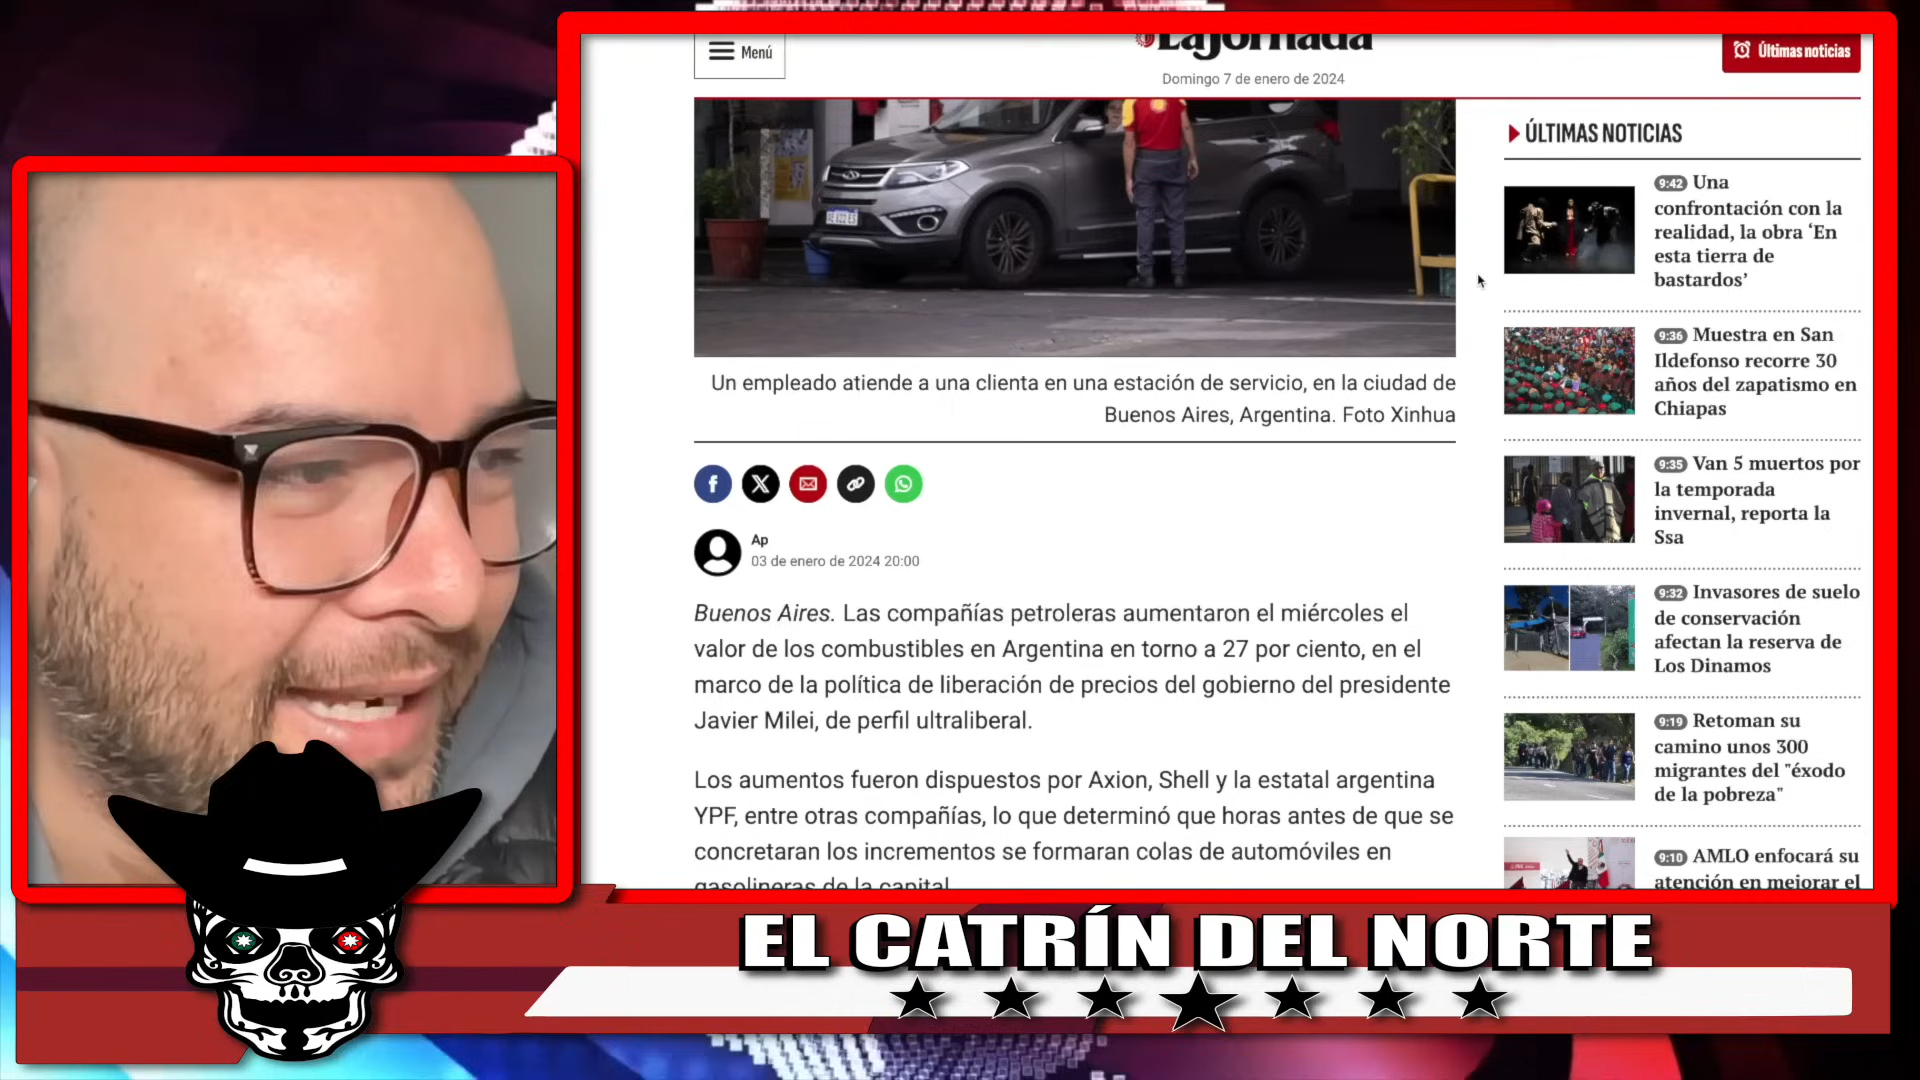 Menú
LaJornada
Domingo 7 de enero de 2024
Últimas noticias
ÚLTIMAS NOTICIAS
9:42 Una
confrontación con la
realidad, la obra ‘En
esta tierra de
bastardos’
9:36 Muestra en San
Ildefonso recorre 30
años del zapatismo en
Chiapas
9:35 Van 5 muertos por
la temporada
invernal, reporta la
Ssa
9:32 Invasores de suelo
de conservación
afectan la reserva de
Los Dinamos
9:19 Retoman su
camino unos 300
migrantes del "éxodo
de la pobreza"
9:10 AMLO enfocará su
atención en mejorar el
Un empleado atiende a una clienta en una estación de servicio, en la ciudad de
Buenos Aires, Argentina. Foto Xinhua
Ap
03 de enero de 2024 20:00
Buenos Aires. Las compañías petroleras aumentaron el miércoles el
valor de los combustibles en Argentina en torno a 27 por ciento, en el
marco de la política de liberación de precios del gobierno del presidente
Javier Milei, de perfil ultraliberal.
Los aumentos fueron dispuestos por Axion, Shell y la estatal argentina
YPF, entre otras compañías, lo que determinó que horas antes de que se
concretaran los incrementos se formaran colas de automóviles en
gasolineras de la capital.
EL CATRÍN DEL NORTE